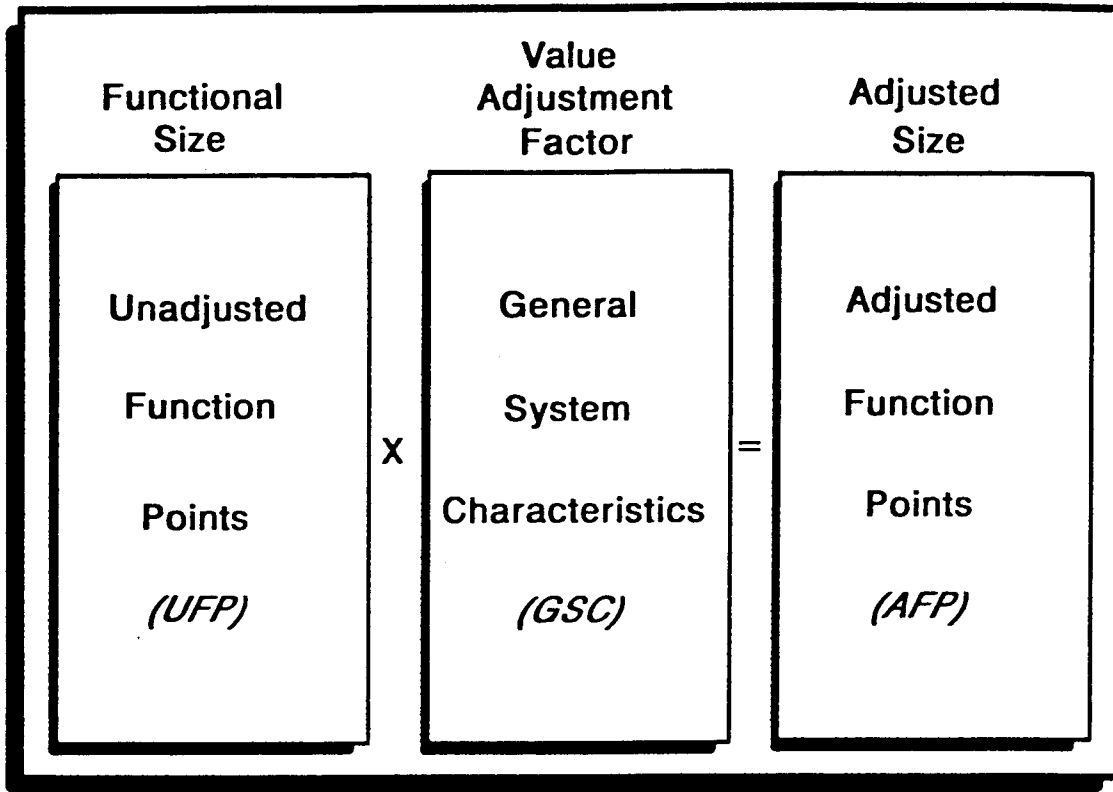 Functional
Size
Value
Adjustment
Factor
Adjusted
Size
Unadjusted
Function
Points
(UFP)
X
General
System
Characteristics
(GSC)
=
Adjusted
Function
Points
(AFP)